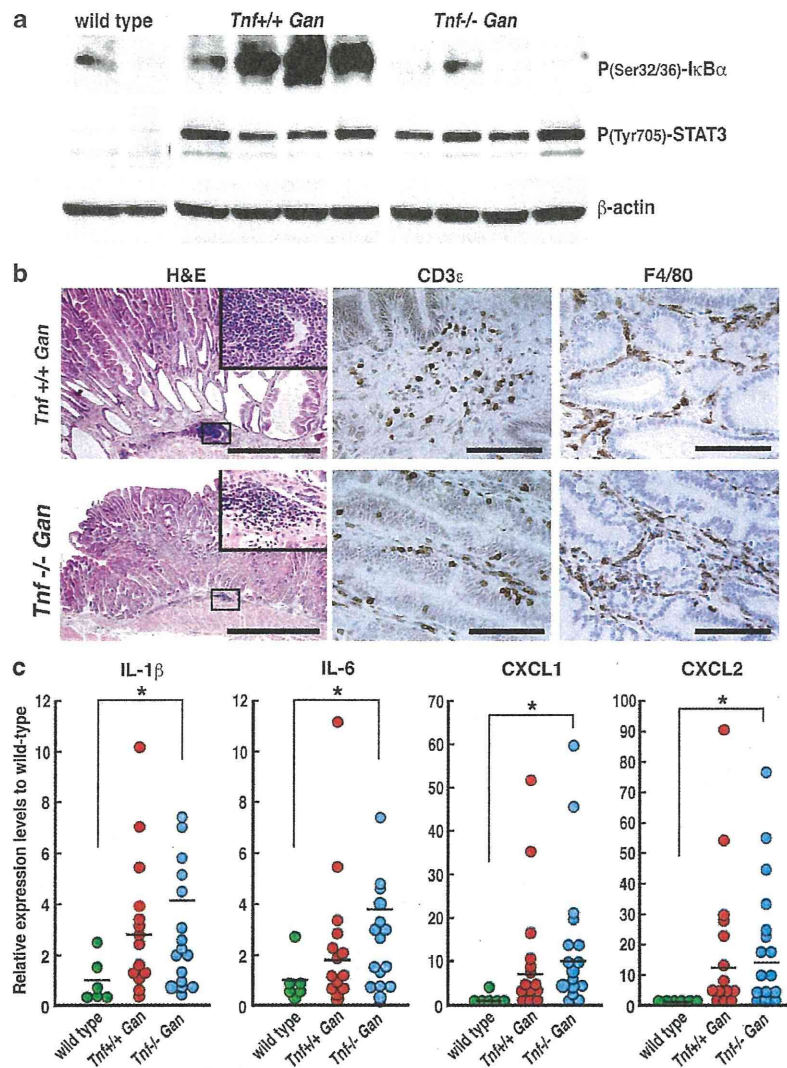 a
wild type Tnf+/+ Gan Tnf-/- Gan
P(Ser32/36)-IκBα
P(Tyr705)-STAT3
β-actin
b
H&E CD3ε F4/80
Tnf +/+ Gan
Tnf -/- Gan
c
IL-1β IL-6 CXCL1 CXCL2
* * * *
Relative expression levels to wild-type
12 12 70 100
10 10 60 90
8 8 50 80
6 6 40 70
4 4 30 60
2 2 20 50
0 0 10 40
0 30
20
10
0
wild type Tnf+/+ Gan Tnf-/- Gan wild type Tnf+/+ Gan Tnf-/- Gan wild type Tnf+/+ Gan Tnf-/- Gan wild type Tnf+/+ Gan Tnf-/- Gan